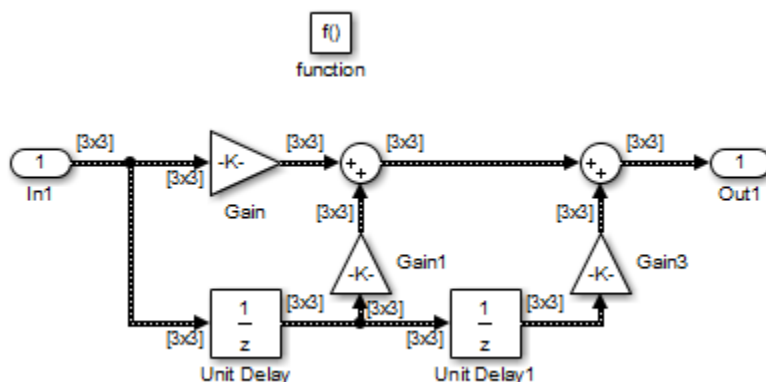 f()
function
[3x3] [3x3] [3x3] [3x3]
1 -K- + + + + 1
In1 [3x3] Out1
Gain [3x3] [3x3]
-K- Gain1 -K- Gain3
[3x3] [3x3] [3x3]
1 1
z z
[3x3] [3x3]
Unit Delay Unit Delay1